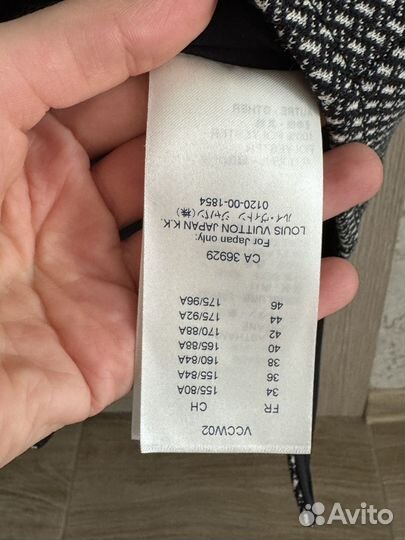 VCCW02
FR CH
34 155/80A
36 155/84A
38 160/84A
40 165/88A
42 170/88A
44 175/92A
46 175/96A
CA 36929
For Japan only:
LOUIS VUITTON JAPAN K.K.
ルイ・ヴィトン ジャパン(株)
0120-00-1854
Avito